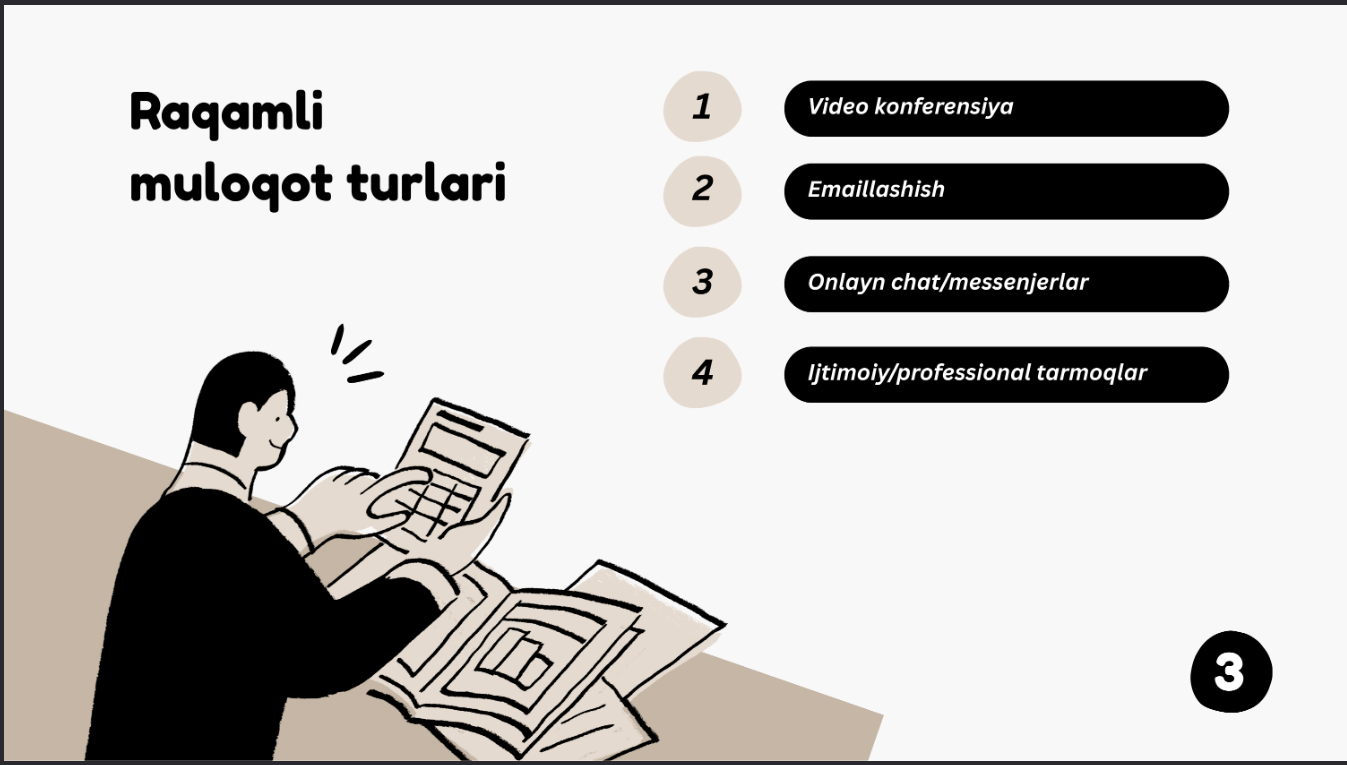 Raqamli
muloqot turlari
1 Video konferensiya
2 Emaillashish
3 Onlayn chat/messenjerlar
4 Ijtimoiy/professional tarmoqlar
3